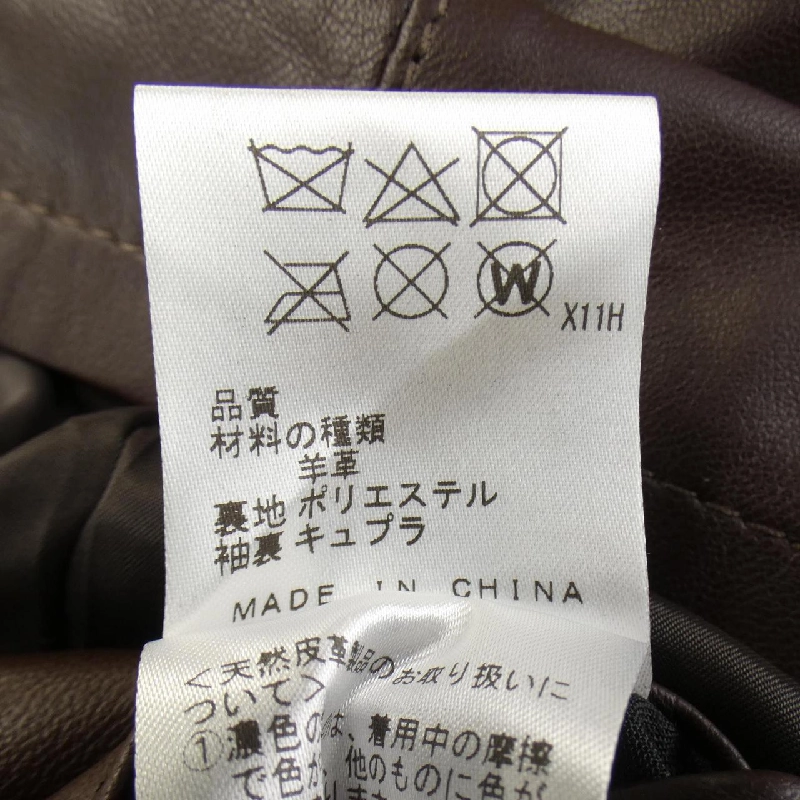 W
X11H
品質
材料の種類
羊革
裏地 ポリエステル
袖裏 キュプラ
MADE IN CHINA
<天然皮革製品のお取り扱いに
ついて>
①濃色のは、着用中の摩擦
で色が、他のものに色が